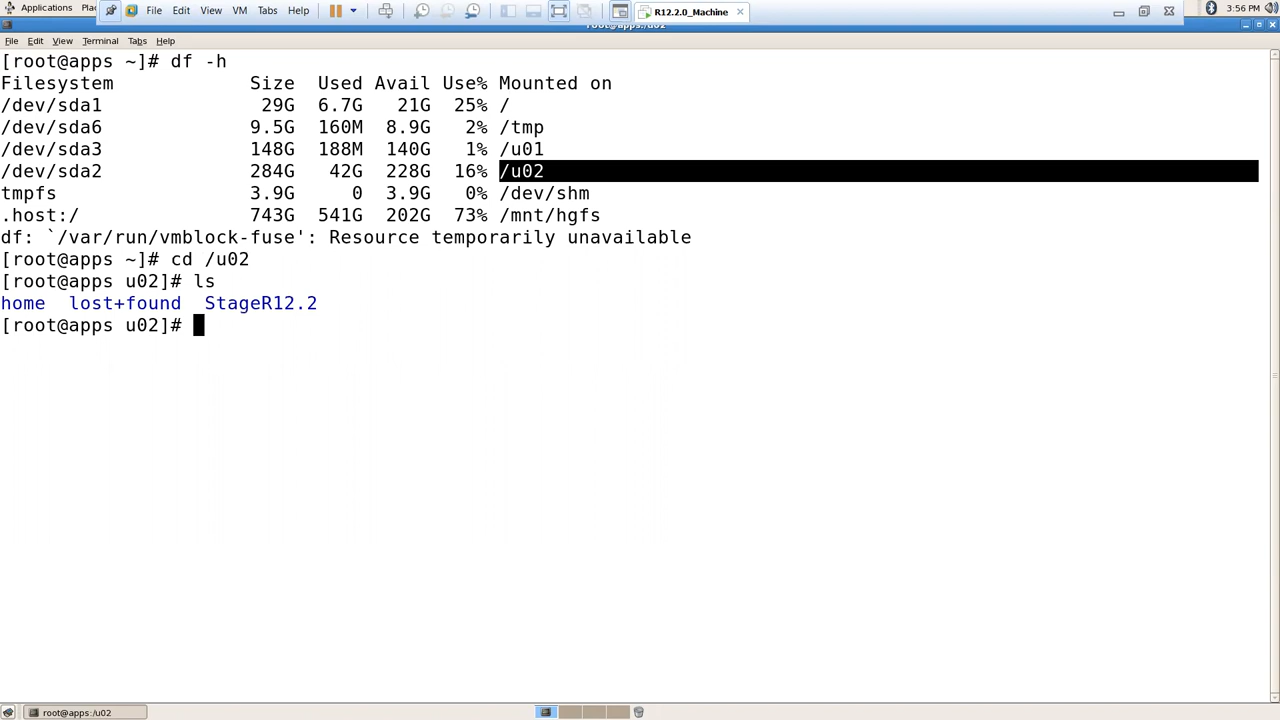 Applications Plac
File Edit View VM Tabs Help
R12.2.0_Machine
3:56 PM
root@apps:/u02
File Edit View Terminal Tabs Help
[root@apps ~]# df -h
Filesystem Size Used Avail Use% Mounted on
/dev/sda1 29G 6.7G 21G 25% /
/dev/sda6 9.5G 160M 8.9G 2% /tmp
/dev/sda3 148G 188M 140G 1% /u01
/dev/sda2 284G 42G 228G 16% /u02
tmpfs 3.9G 0 3.9G 0% /dev/shm
.host:/ 743G 541G 202G 73% /mnt/hgfs
df: `/var/run/vmblock-fuse': Resource temporarily unavailable
[root@apps ~]# cd /u02
[root@apps u02]# ls
home lost+found StageR12.2
[root@apps u02]#
root@apps:/u02